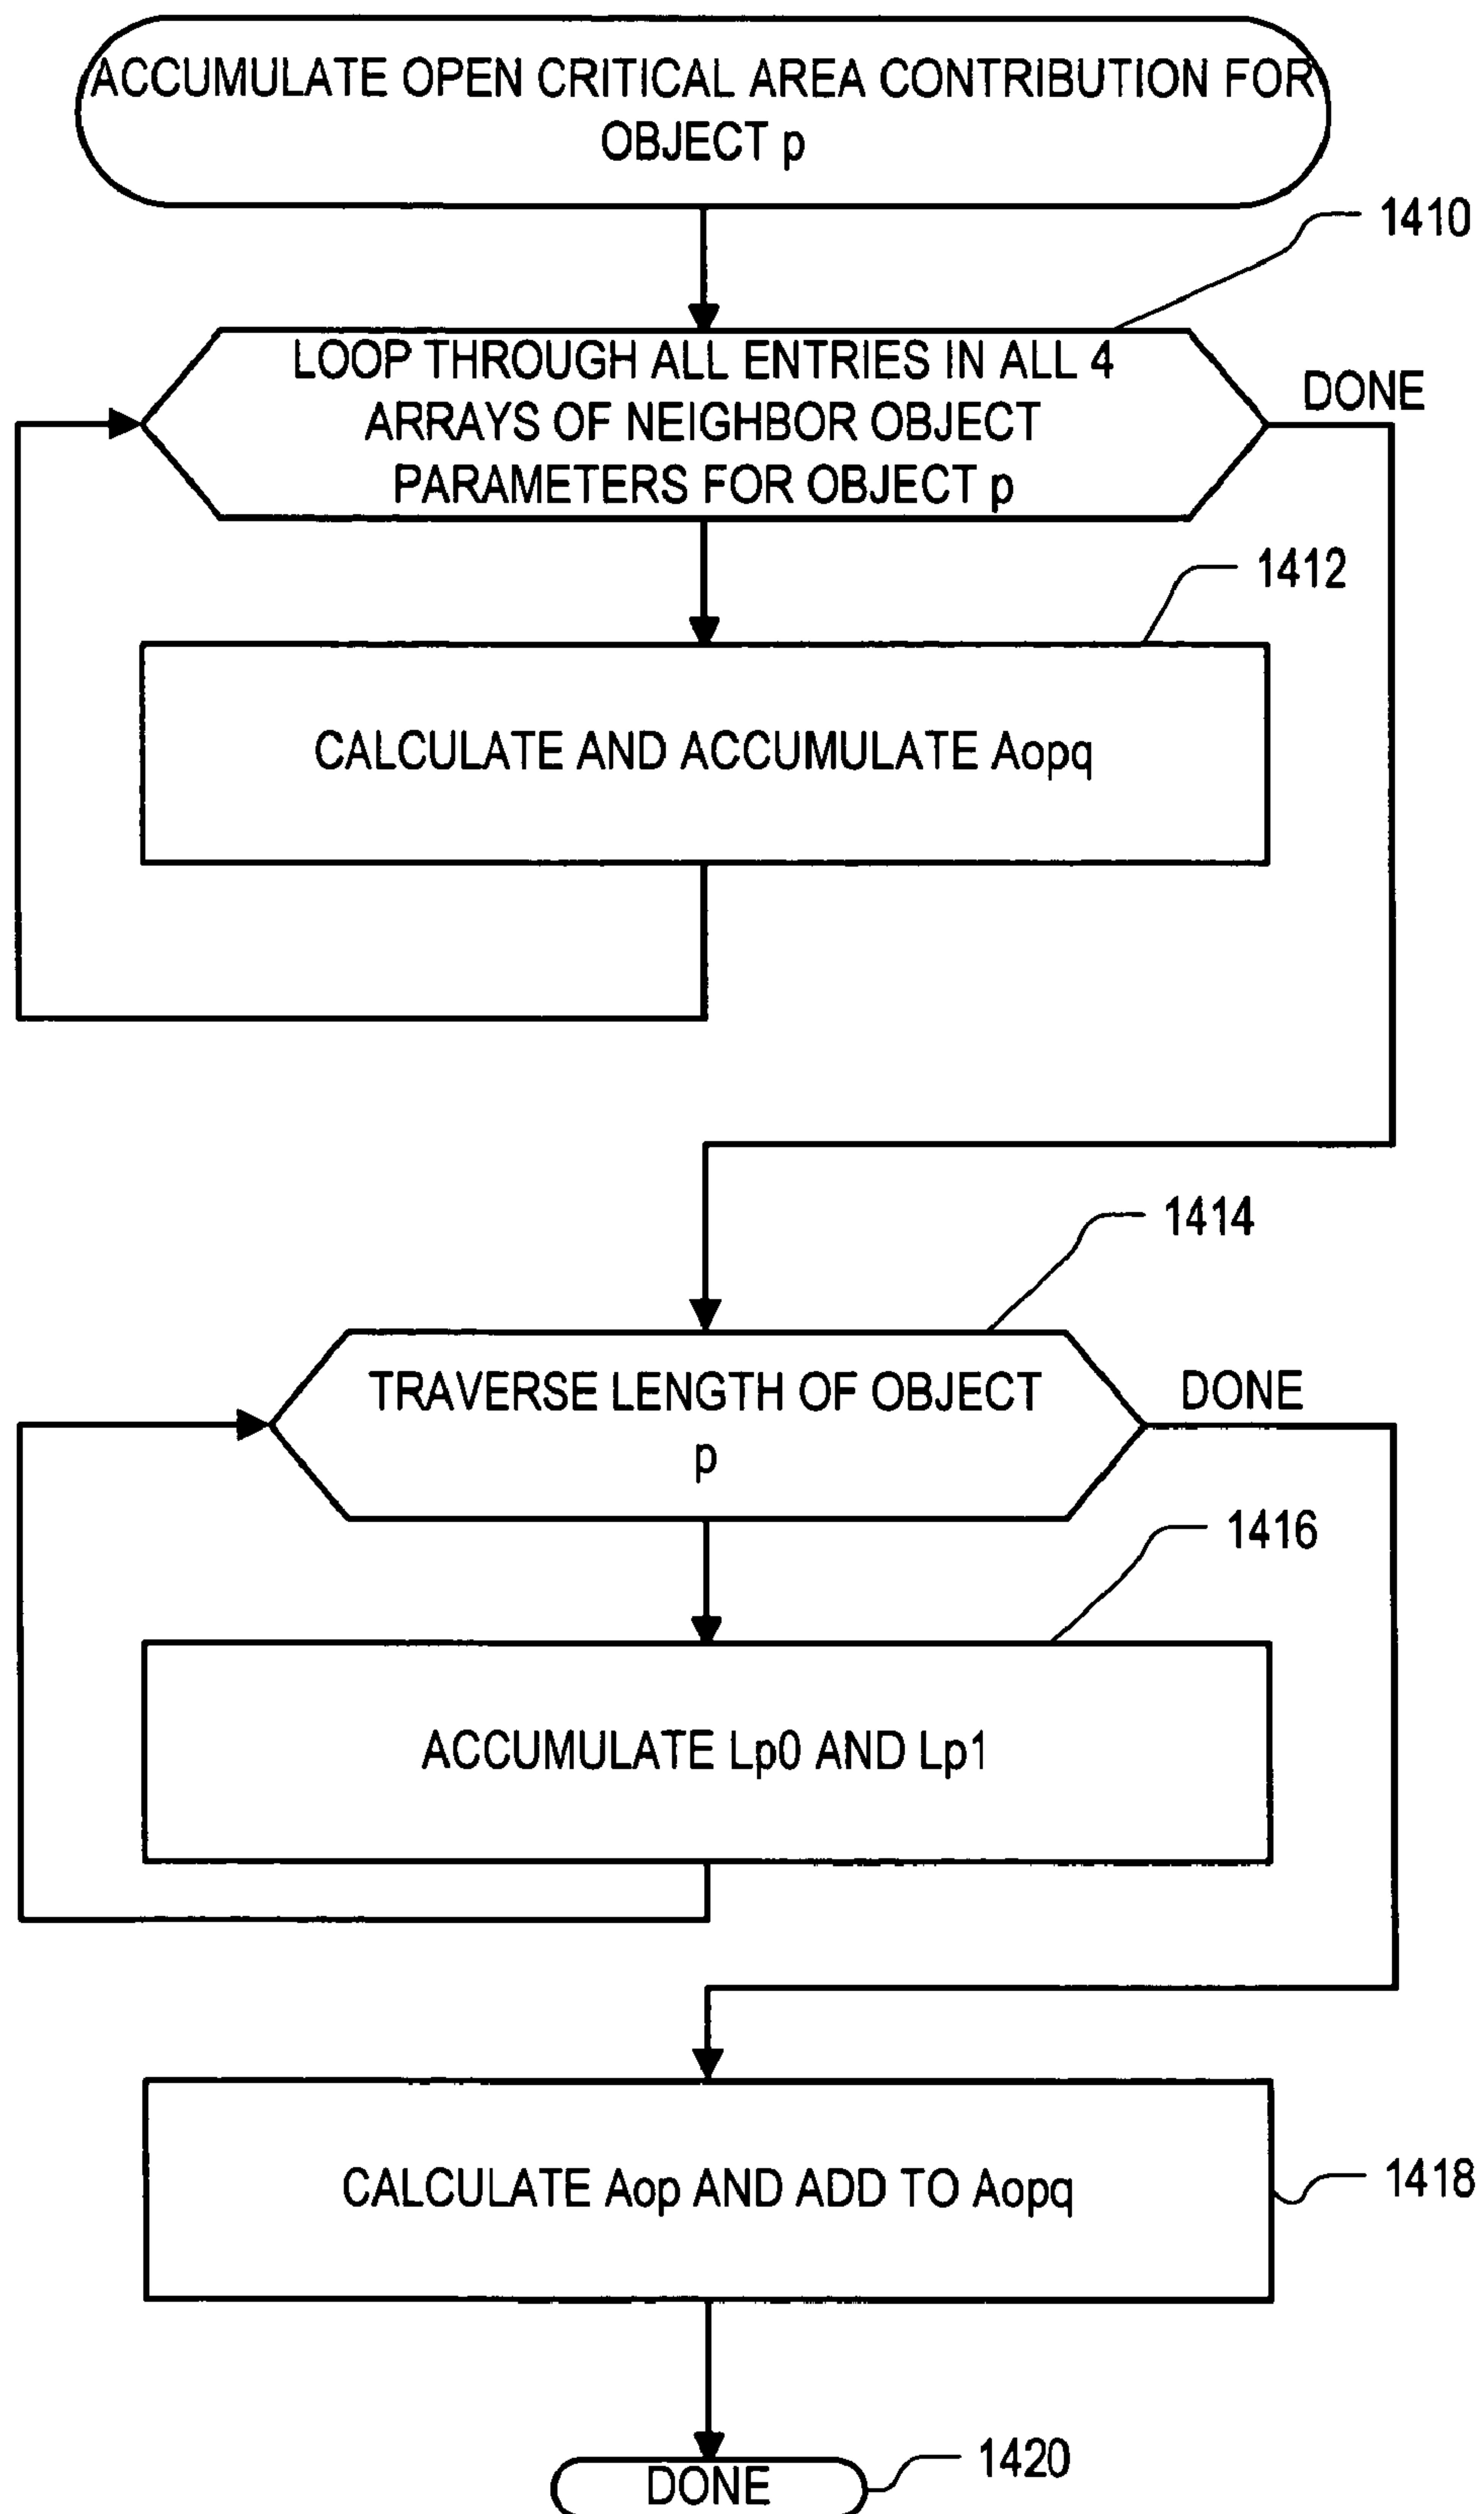 ACCUMULATE OPEN CRITICAL AREA CONTRIBUTION FOR
OBJECT p
1410
LOOP THROUGH ALL ENTRIES IN ALL 4
ARRAYS OF NEIGHBOR OBJECT
PARAMETERS FOR OBJECT p
DONE
1412
CALCULATE AND ACCUMULATE Aopq
1414
TRAVERSE LENGTH OF OBJECT
p
DONE
1416
ACCUMULATE Lp0 AND Lp1
CALCULATE Aop AND ADD TO Aopq
1418
DONE
1420